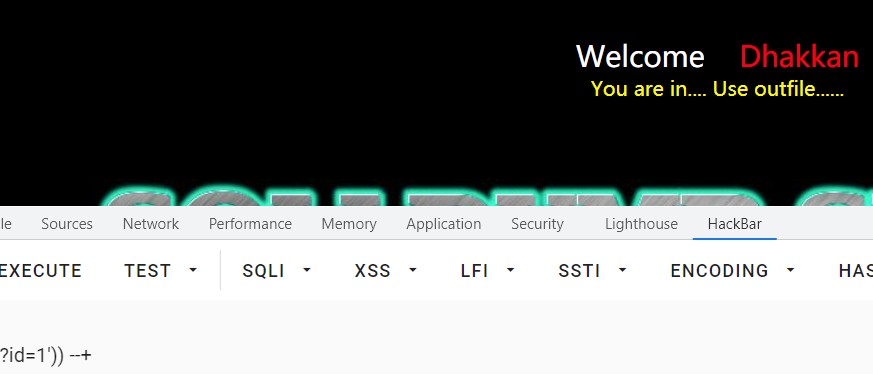 Welcome Dhakkan
You are in.... Use outfile......
le Sources Network Performance Memory Application Security Lighthouse HackBar
EXECUTE TEST SQLI XSS LFI SSTI ENCODING HAS
?id=1')) --+